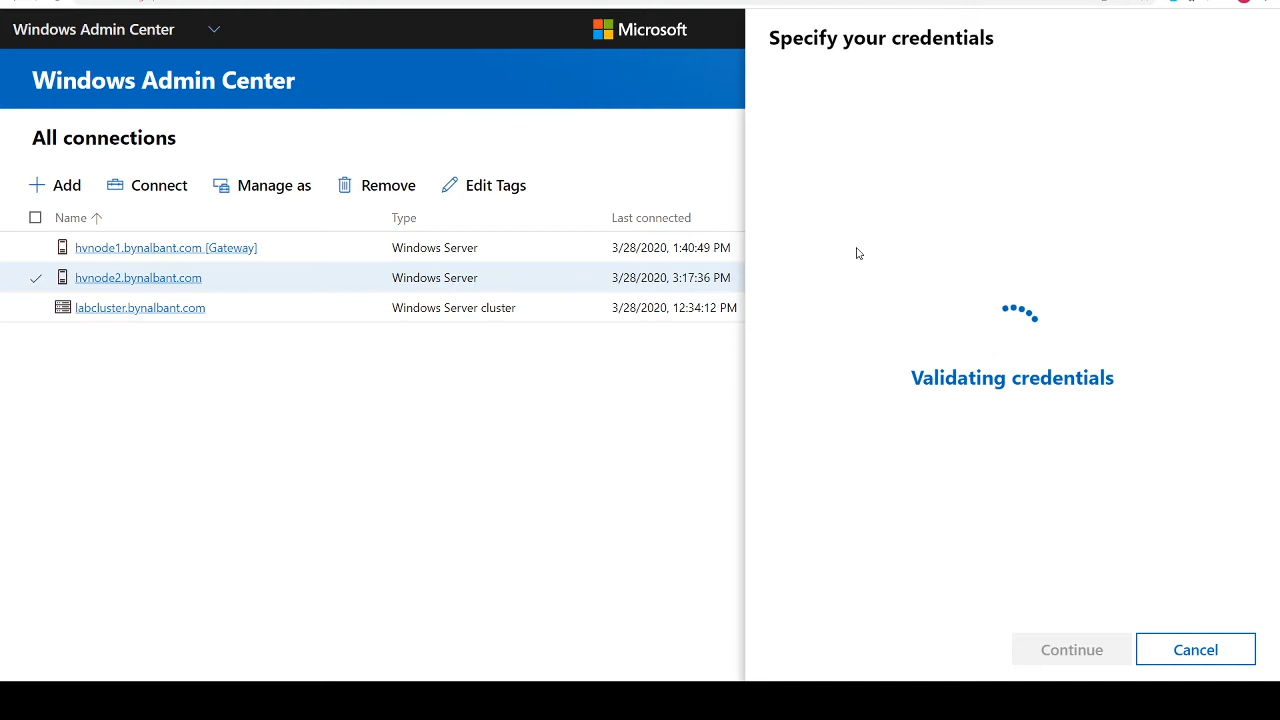 Windows Admin Center
Microsoft
Windows Admin Center
All connections
Add Connect Manage as Remove Edit Tags
Name Type Last connected
hvnode1.bynalbant.com [Gateway] Windows Server 3/28/2020, 1:40:49 PM
hvnode2.bynalbant.com Windows Server 3/28/2020, 3:17:36 PM
labcluster.bynalbant.com Windows Server cluster 3/28/2020, 12:34:12 PM
Specify your credentials
Validating credentials
Continue Cancel